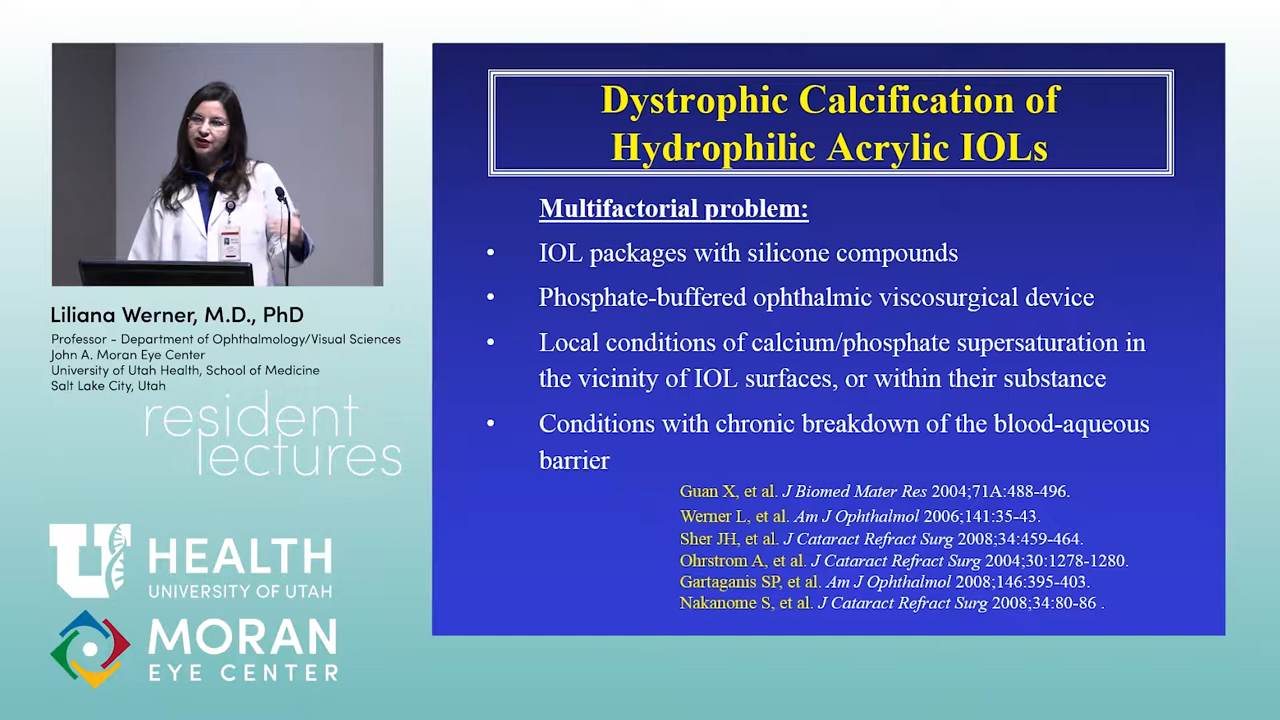 Liliana Werner, M.D., PhD
Professor - Department of Ophthalmology/Visual Sciences
John A. Moran Eye Center
University of Utah Health, School of Medicine
Salt Lake City, Utah
resident
lectures
U HEALTH
UNIVERSITY OF UTAH
MORAN
EYE CENTER
Dystrophic Calcification of
Hydrophilic Acrylic IOLs
Multifactorial problem:
• IOL packages with silicone compounds
• Phosphate-buffered ophthalmic viscosurgical device
• Local conditions of calcium/phosphate supersaturation in
the vicinity of IOL surfaces, or within their substance
• Conditions with chronic breakdown of the blood-aqueous
barrier
Guan X, et al. J Biomed Mater Res 2004;71A:488-496.
Werner L, et al. Am J Ophthalmol 2006;141:35-43.
Sher JH, et al. J Cataract Refract Surg 2008;34:459-464.
Ohrstrom A, et al. J Cataract Refract Surg 2004;30:1278-1280.
Gartaganis SP, et al. Am J Ophthalmol 2008;146:395-403.
Nakanome S, et al. J Cataract Refract Surg 2008;34:80-86 .